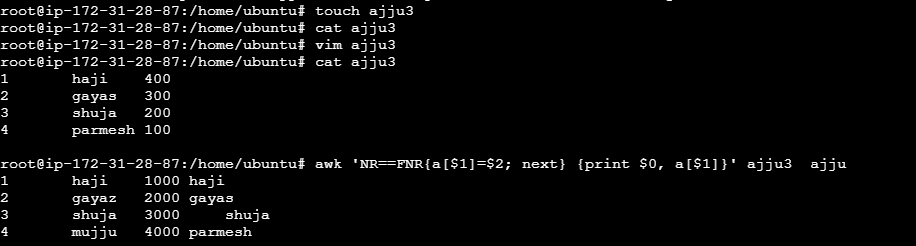 root@ip-172-31-28-87:/home/ubuntu# touch ajju3
root@ip-172-31-28-87:/home/ubuntu# cat ajju3
root@ip-172-31-28-87:/home/ubuntu# vim ajju3
root@ip-172-31-28-87:/home/ubuntu# cat ajju3
1       haji    400
2       gayas   300
3       shuja   200
4       parmesh 100

root@ip-172-31-28-87:/home/ubuntu# awk 'NR==FNR{a[$1]=$2; next} {print $0, a[$1]}' ajju3  ajju
1       haji    1000 haji
2       gayaz   2000 gayas
3       shuja   3000     shuja
4       mujju   4000 parmesh